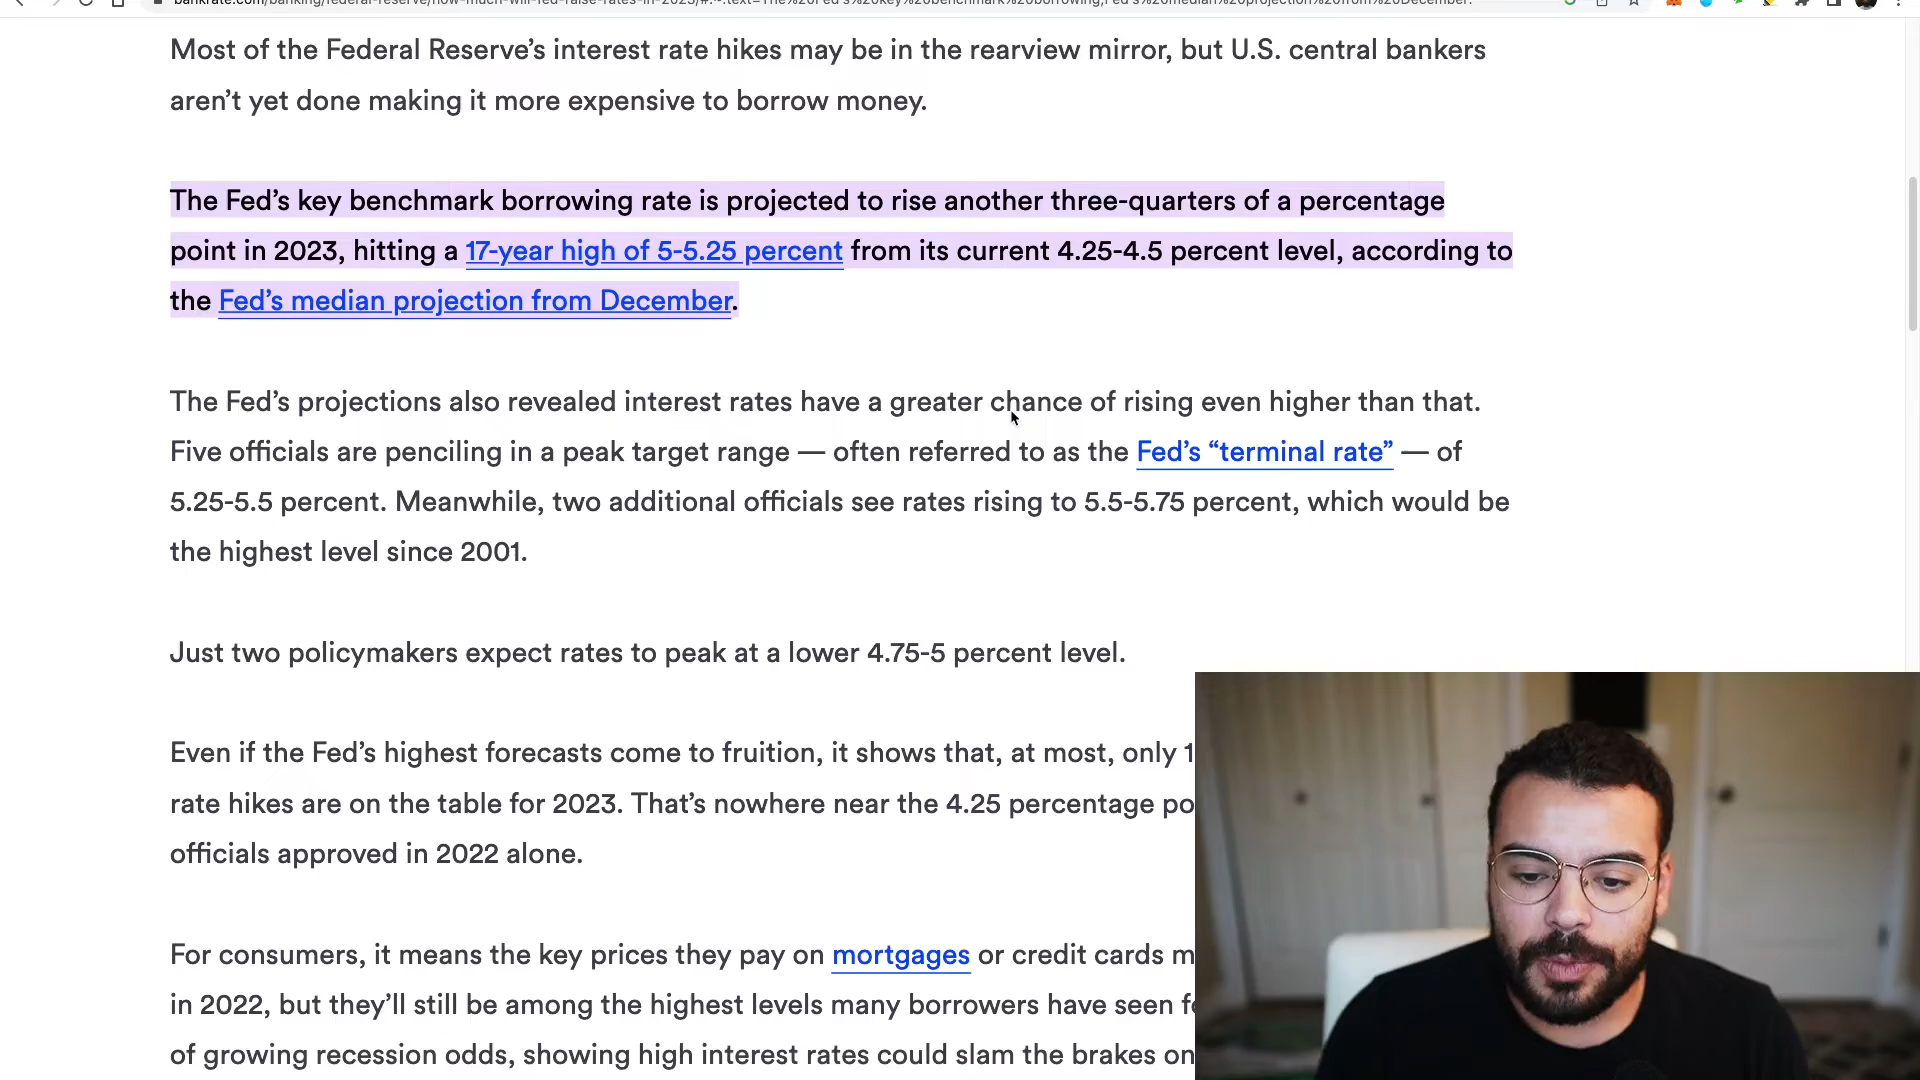 Most of the Federal Reserve’s interest rate hikes may be in the rearview mirror, but U.S. central bankers
aren’t yet done making it more expensive to borrow money.
The Fed’s key benchmark borrowing rate is projected to rise another three-quarters of a percentage
point in 2023, hitting a 17-year high of 5-5.25 percent from its current 4.25-4.5 percent level, according to
the Fed’s median projection from December.
The Fed’s projections also revealed interest rates have a greater chance of rising even higher than that.
Five officials are penciling in a peak target range — often referred to as the Fed’s “terminal rate” — of
5.25-5.5 percent. Meanwhile, two additional officials see rates rising to 5.5-5.75 percent, which would be
the highest level since 2001.
Just two policymakers expect rates to peak at a lower 4.75-5 percent level.
Even if the Fed’s highest forecasts come to fruition, it shows that, at most, only 1
rate hikes are on the table for 2023. That’s nowhere near the 4.25 percentage po
officials approved in 2022 alone.
For consumers, it means the key prices they pay on mortgages or credit cards m
in 2022, but they’ll still be among the highest levels many borrowers have seen fe
of growing recession odds, showing high interest rates could slam the brakes on